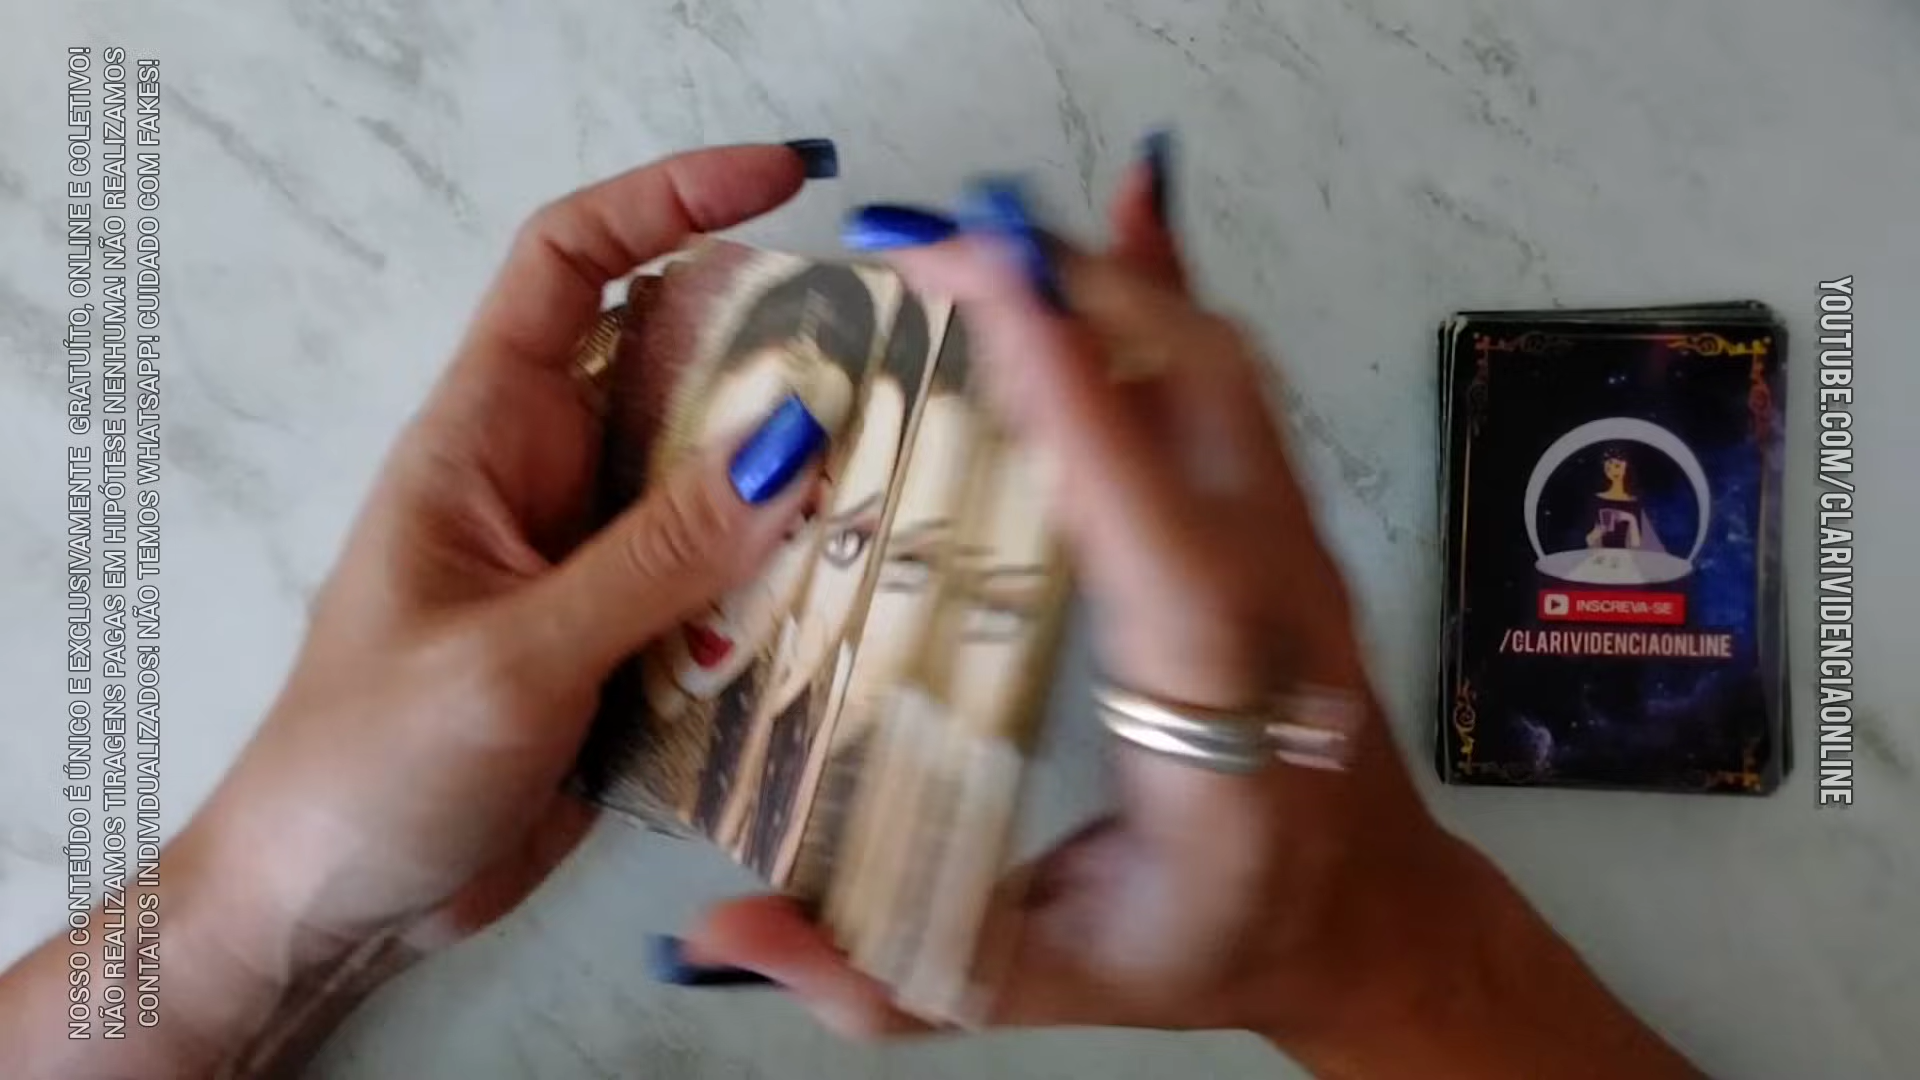 NOSSO CONTEÚDO É ÚNICO E EXCLUSIVAMENTE GRATUÍTO, ONLINE E COLETIVO!
NÃO REALIZAMOS TIRAGENS PAGAS EM HIPÓTESE NENHUMA! NÃO REALIZAMOS
CONTATOS INDIVIDUALIZADOS! NÃO TEMOS WHATSAPP! CUIDADO COM FAKES!
INSCREVA-SE
/CLARIVIDENCIAONLINE
YOUTUBE.COM/CLARIVIDENCIAONLINE